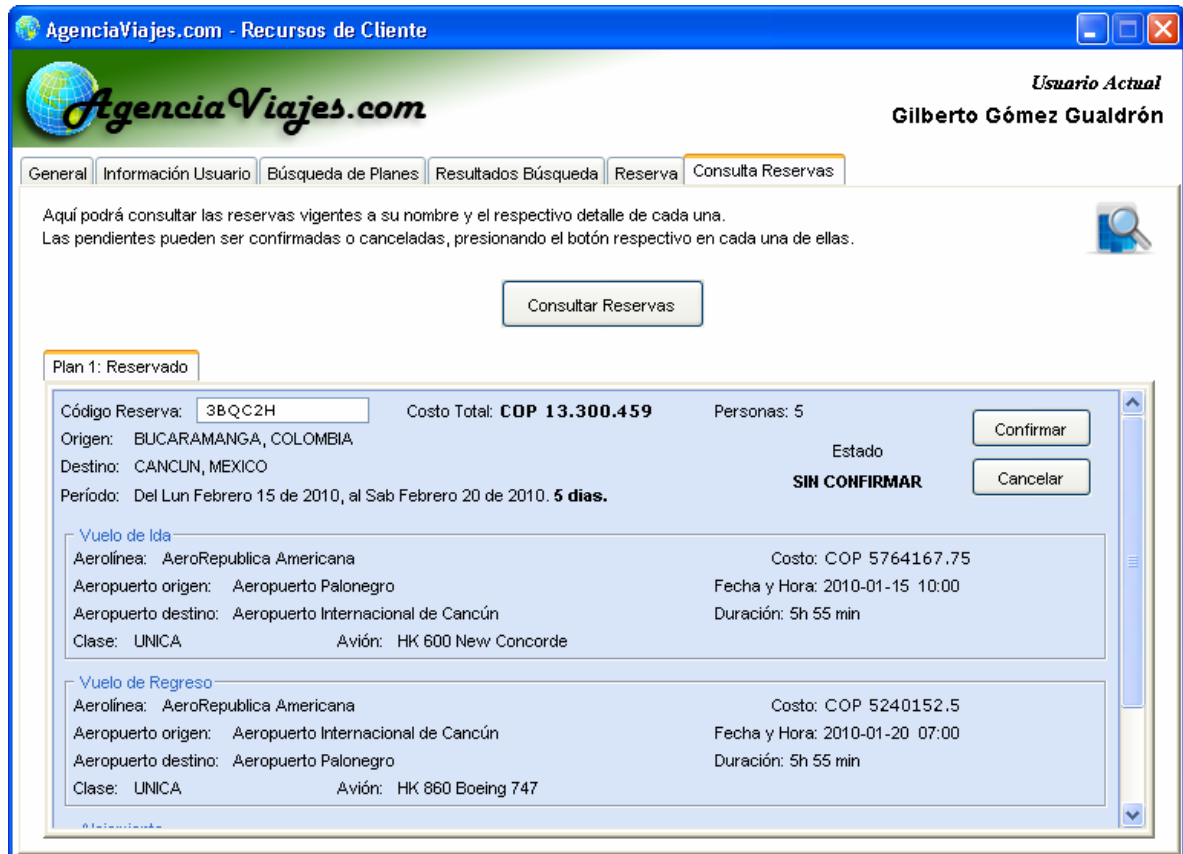 AgenciaViajes.com - Recursos de Cliente
AgenciaViajes.com
Usuario Actual
Gilberto Gómez Gualdrón
General Información Usuario Búsqueda de Planes Resultados Búsqueda Reserva Consulta Reservas
Aquí podrá consultar las reservas vigentes a su nombre y el respectivo detalle de cada una.
Las pendientes pueden ser confirmadas o canceladas, presionando el botón respectivo en cada una de ellas.
Consultar Reservas
Plan 1: Reservado
Código Reserva: 3BQC2H Costo Total: COP 13.300.459 Personas: 5 Confirmar
Origen: BUCARAMANGA, COLOMBIA
Estado
Destino: CANCUN, MEXICO
SIN CONFIRMAR Cancelar
Período: Del Lun Febrero 15 de 2010, al Sab Febrero 20 de 2010. 5 dias.
Vuelo de Ida
Aerolínea: AeroRepublica Americana Costo: COP 5764167.75
Aeropuerto origen: Aeropuerto Palonegro Fecha y Hora: 2010-01-15 10:00
Aeropuerto destino: Aeropuerto Internacional de Cancún Duración: 5h 55 min
Clase: UNICA Avión: HK 600 New Concorde
Vuelo de Regreso
Aerolínea: AeroRepublica Americana Costo: COP 5240152.5
Aeropuerto origen: Aeropuerto Internacional de Cancún Fecha y Hora: 2010-01-20 07:00
Aeropuerto destino: Aeropuerto Palonegro Duración: 5h 55 min
Clase: UNICA Avión: HK 860 Boeing 747